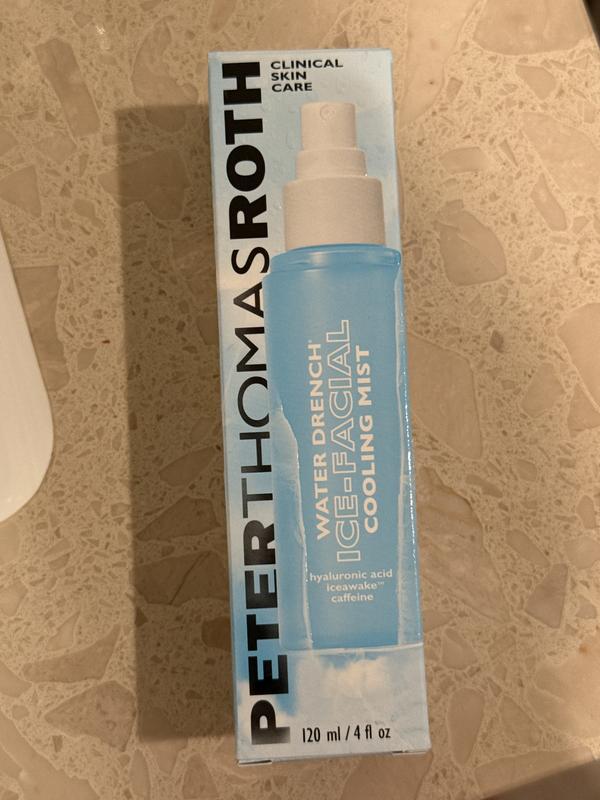 PETERTHOMASROTH
CLINICAL
SKIN
CARE
WATER DRENCH®
ICE-FACIAL
COOLING MIST
hyaluronic acid
iceawake™
caffeine
120 ml / 4 fl oz